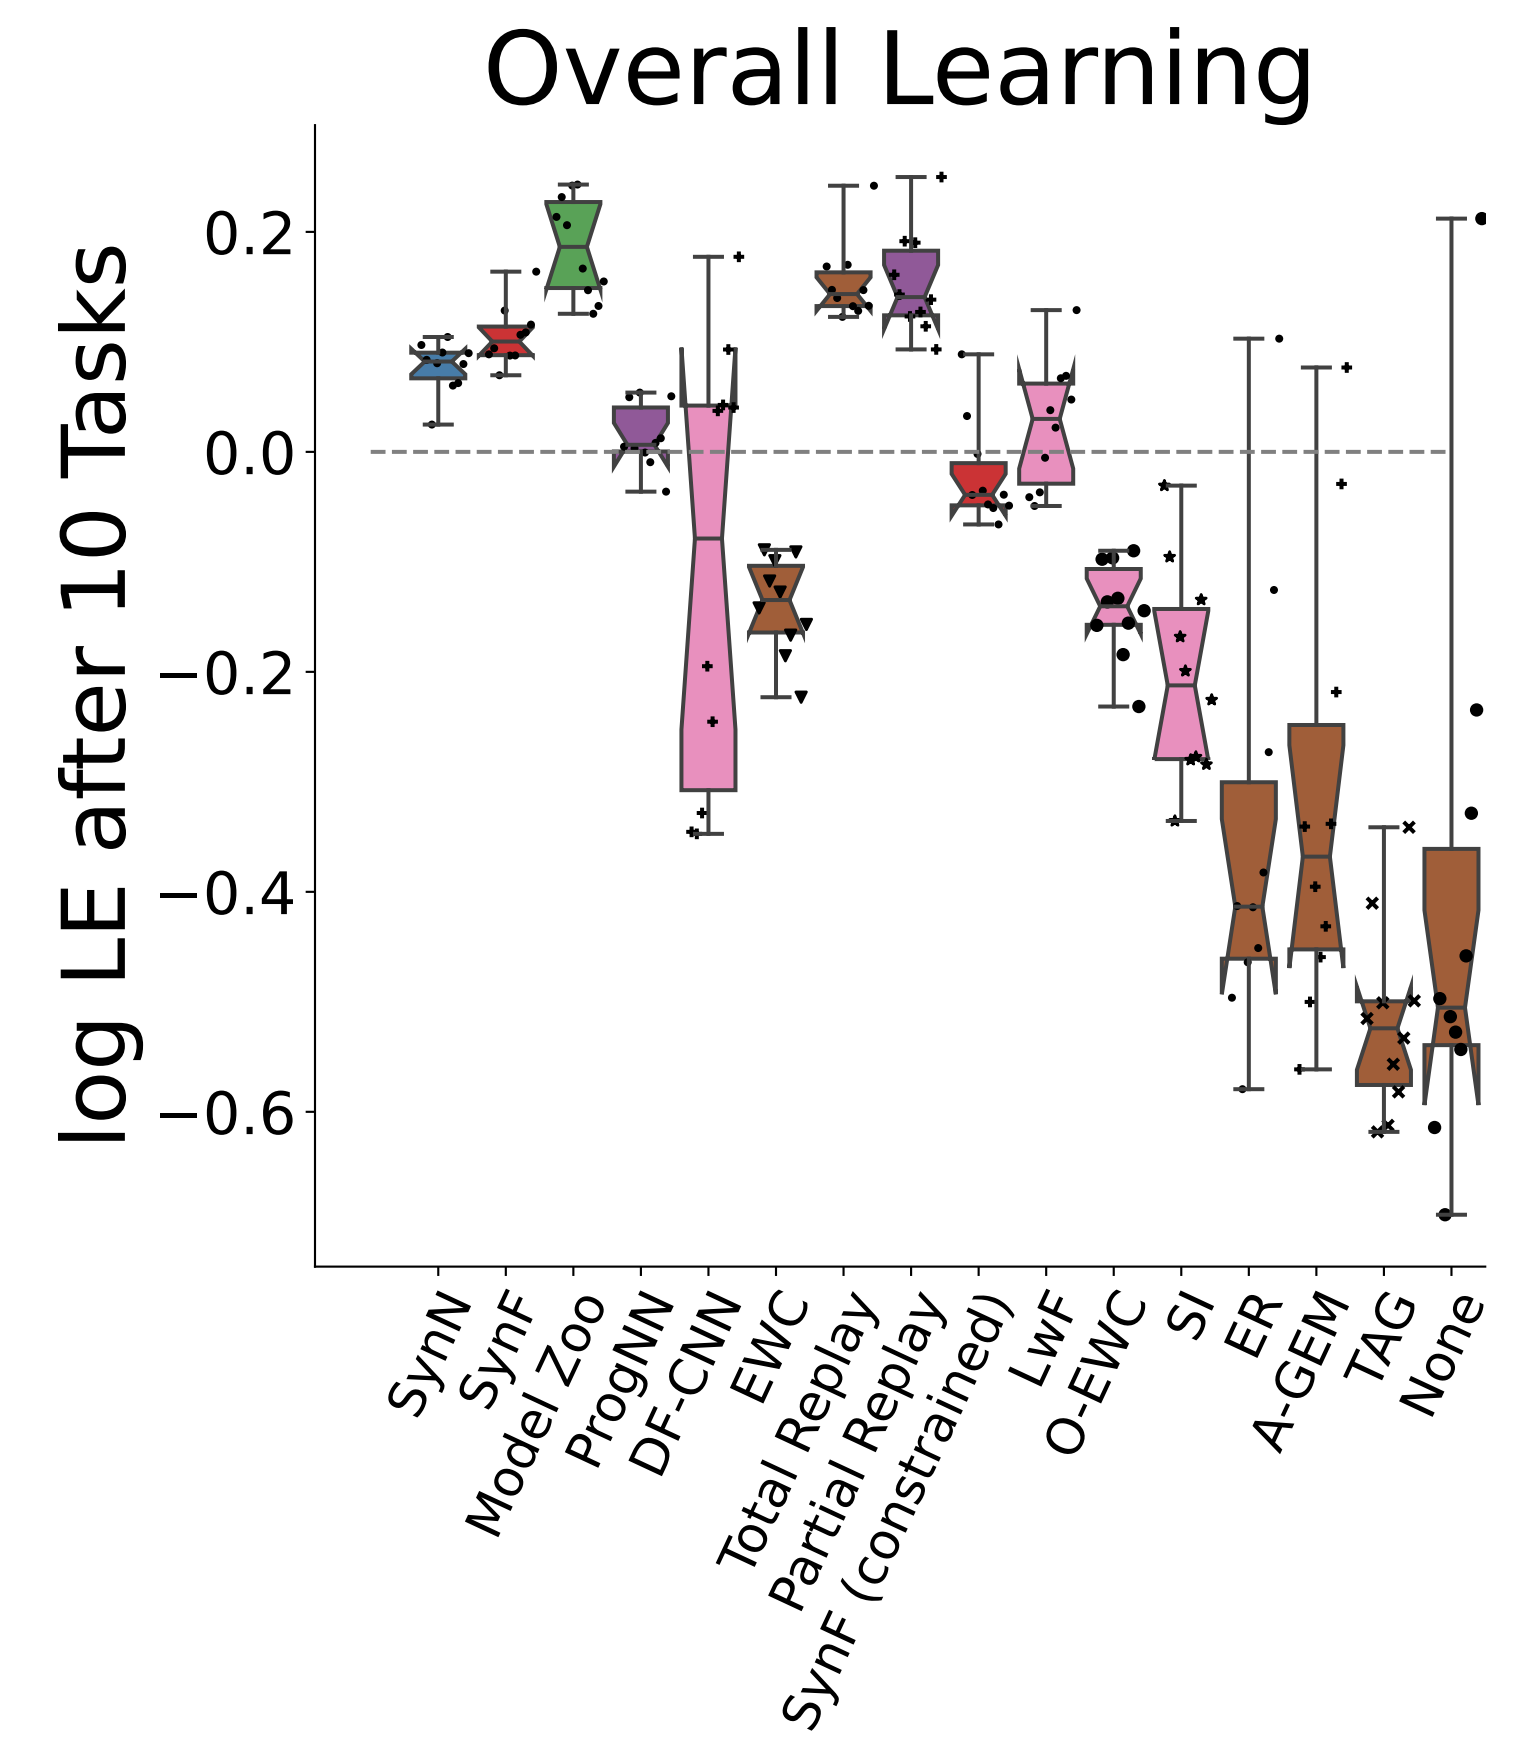 Overall Learning
log LE after 10 Tasks
0.2
0.0
−0.2
−0.4
−0.6
SynN
SynF
Model Zoo
ProgNN
DF-CNN
EWC
Total Replay
Partial Replay
SynF (constrained)
LwF
O-EWC
SI
ER
A-GEM
TAG
None